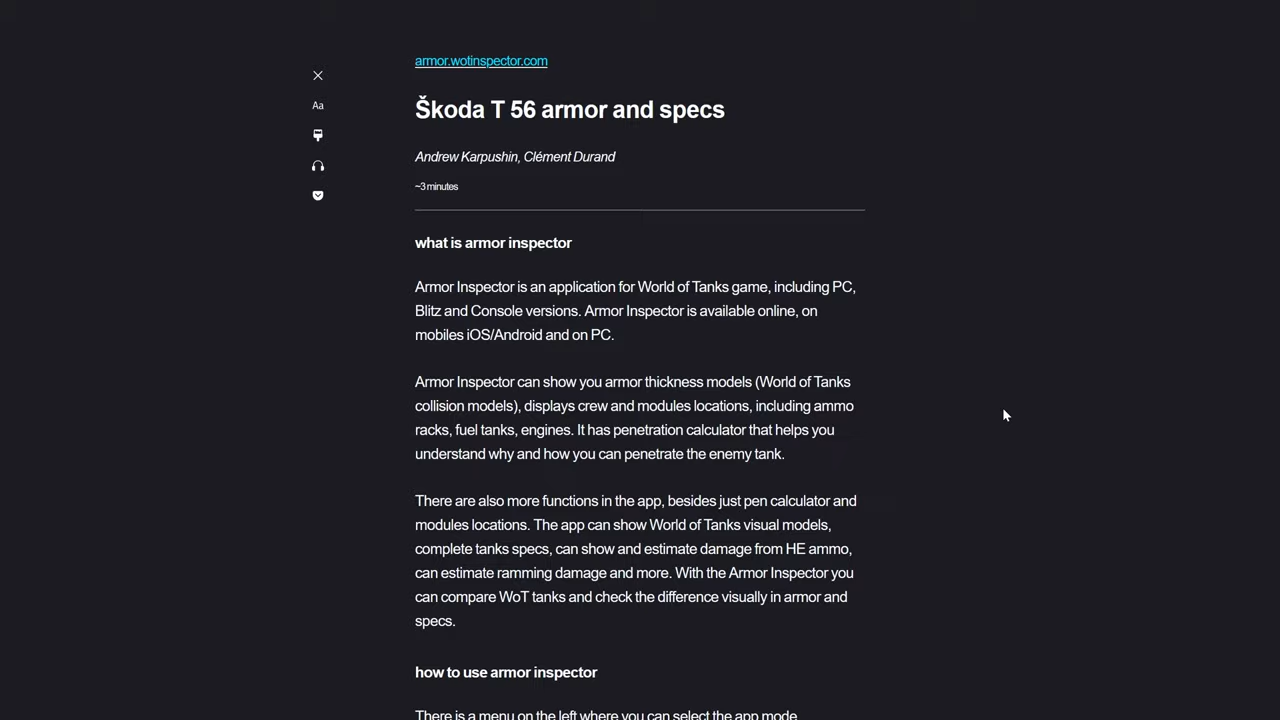 armor.wotinspector.com
Škoda T 56 armor and specs
Aa
Andrew Karpushin, Clément Durand
~3 minutes
what is armor inspector
Armor Inspector is an application for World of Tanks game, including PC,
Blitz and Console versions. Armor Inspector is available online, on
mobiles iOS/Android and on PC.
Armor Inspector can show you armor thickness models (World of Tanks
collision models), displays crew and modules locations, including ammo
racks, fuel tanks, engines. It has penetration calculator that helps you
understand why and how you can penetrate the enemy tank.
There are also more functions in the app, besides just pen calculator and
modules locations. The app can show World of Tanks visual models,
complete tanks specs, can show and estimate damage from HE ammo,
can estimate ramming damage and more. With the Armor Inspector you
can compare WoT tanks and check the difference visually in armor and
specs.
how to use armor inspector
There is a menu on the left where you can select the app mode